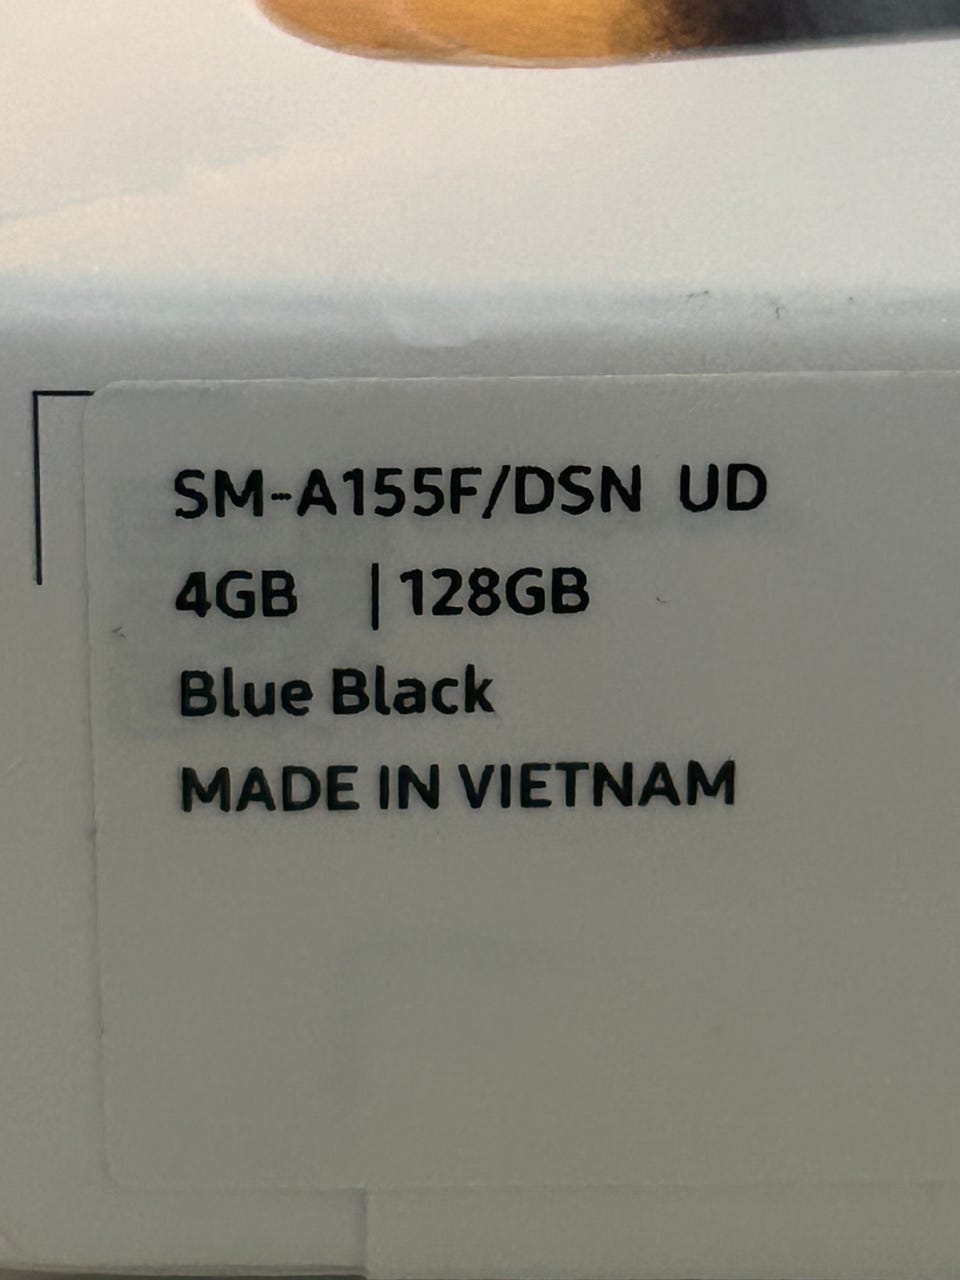 SM-A155F/DSN UD
4GB | 128GB
Blue Black
MADE IN VIETNAM